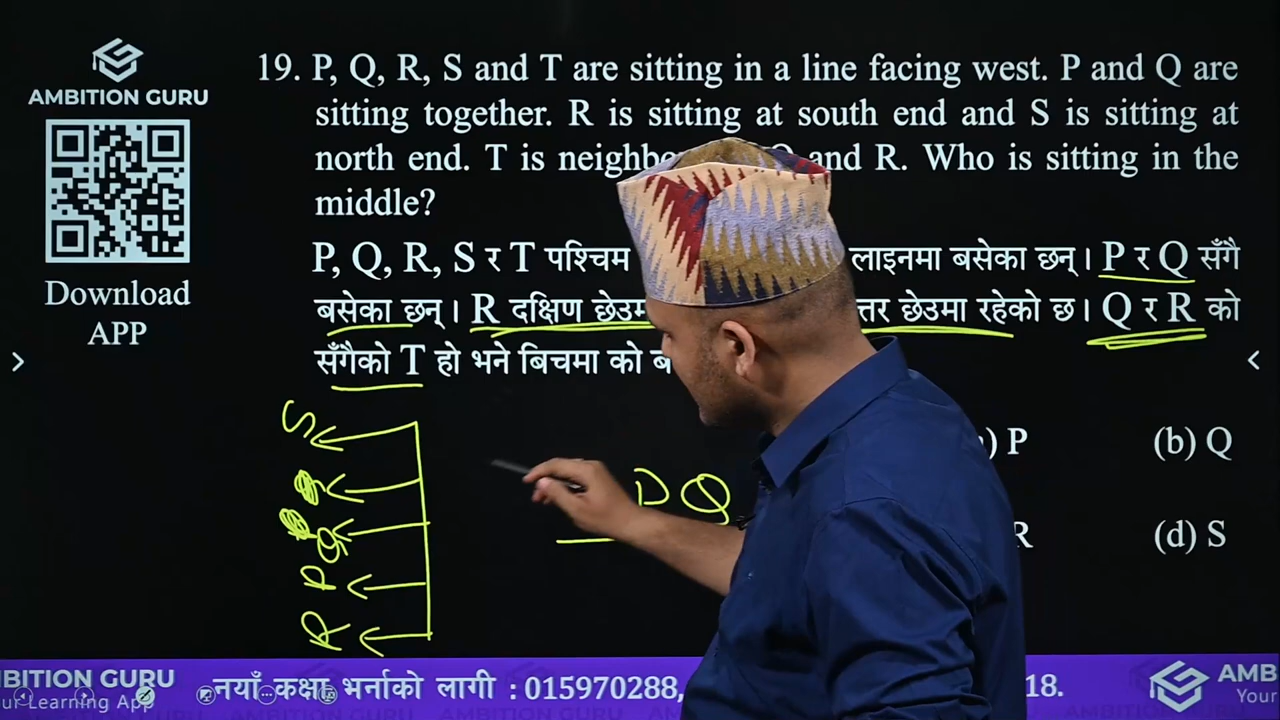 AMBITION GURU
Download
APP
19. P, Q, R, S and T are sitting in a line facing west. P and Q are
sitting together. R is sitting at south end and S is sitting at
north end. T is and R. Who is sitting in the
middle?
P, Q, R, S र T पश्चिम लाइनमा बसेका छन्। P र Q सँगै
बसेका छन्। R दक्षिण छेउमा रहेको छ। Q र R को
सँगैको T हो भने बिचमा को
S
Q
P
R
P Q
P (b) Q
R (d) S
BITION GURU
ur Learning App
नयाँ कक्षा भर्नाको लागी : 015970288,
18.
AMB
Your